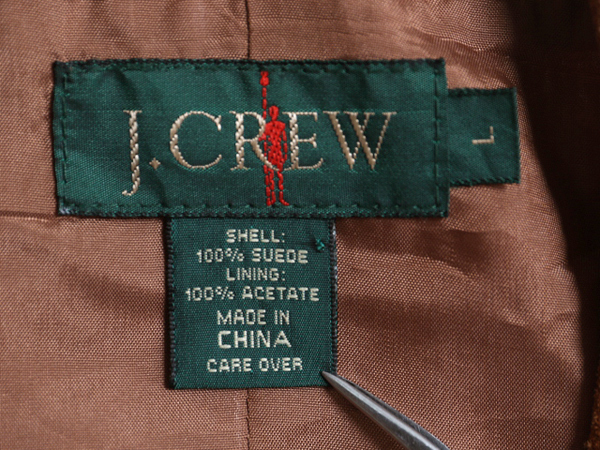 J.CREW
L
SHELL:
100% SUEDE
LINING:
100% ACETATE
MADE IN
CHINA
CARE OVER